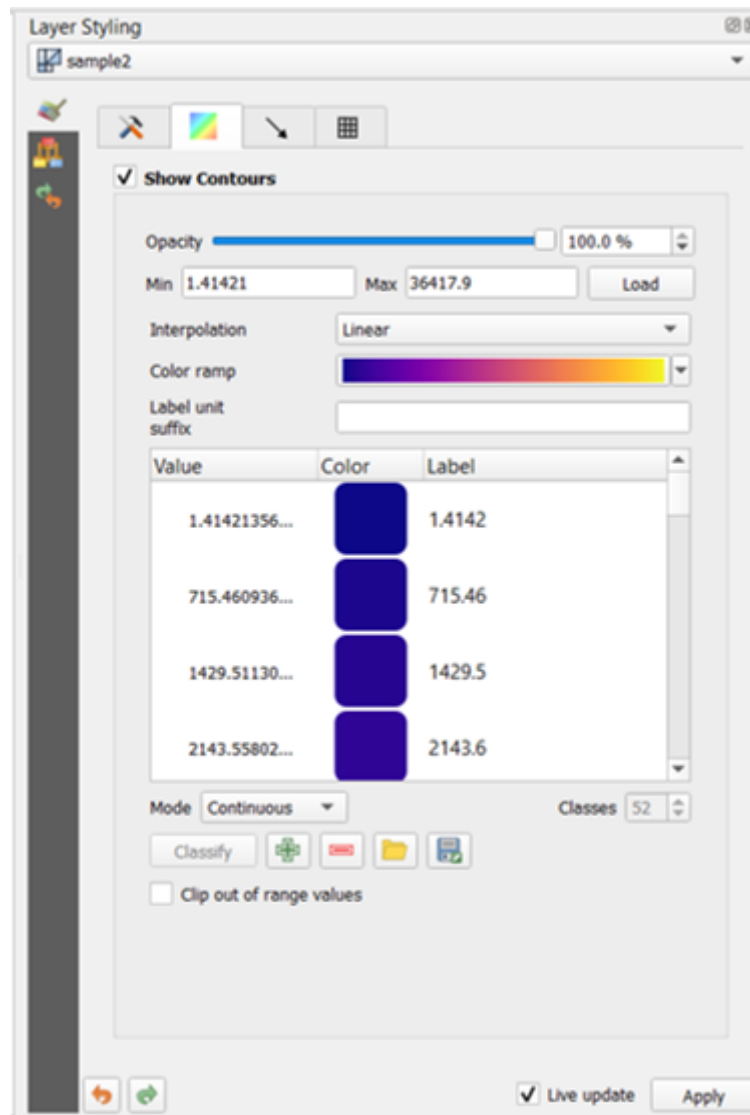 Layer Styling
sample2
Show Contours
Opacity 100.0 %
Min 1.41421 Max 36417.9 Load
Interpolation Linear
Color ramp
Label unit
suffix
Value Color Label
1.41421356... 1.4142
715.460936... 715.46
1429.51130... 1429.5
2143.55802... 2143.6
Mode Continuous Classes 52
Classify
Clip out of range values
Live update Apply